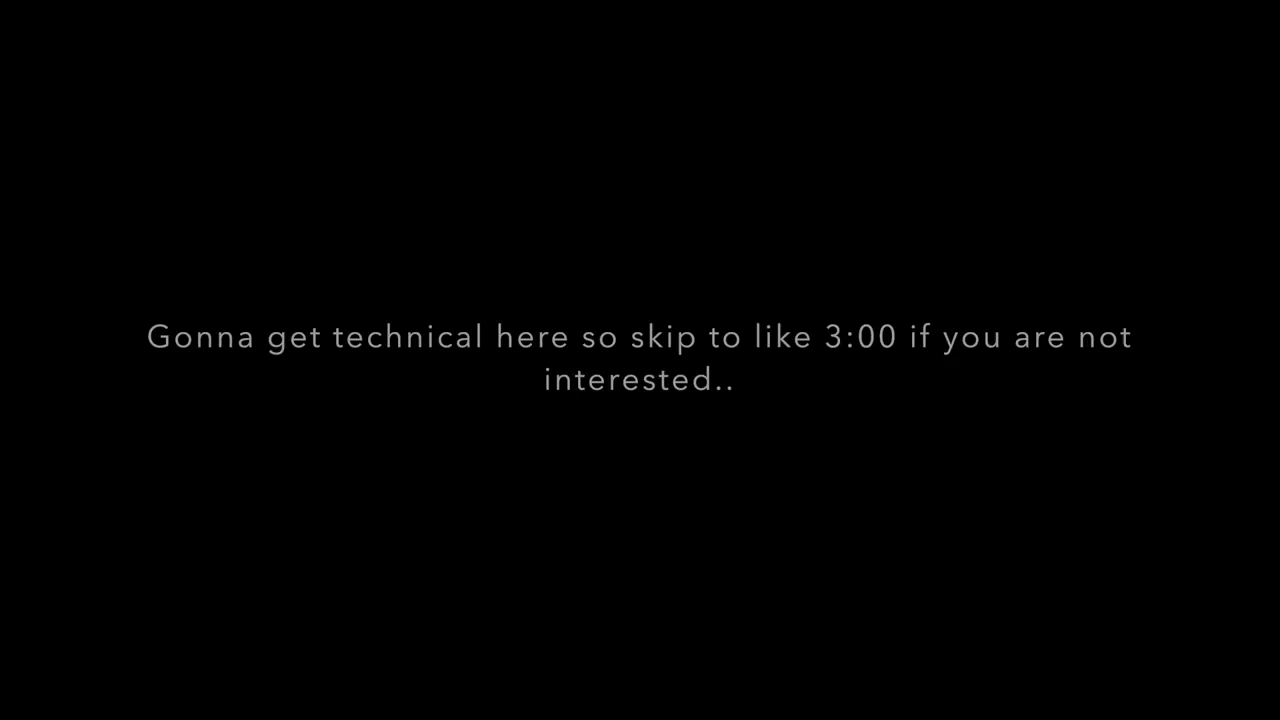 Gonna get technical here so skip to like 3:00 if you are not
interested..